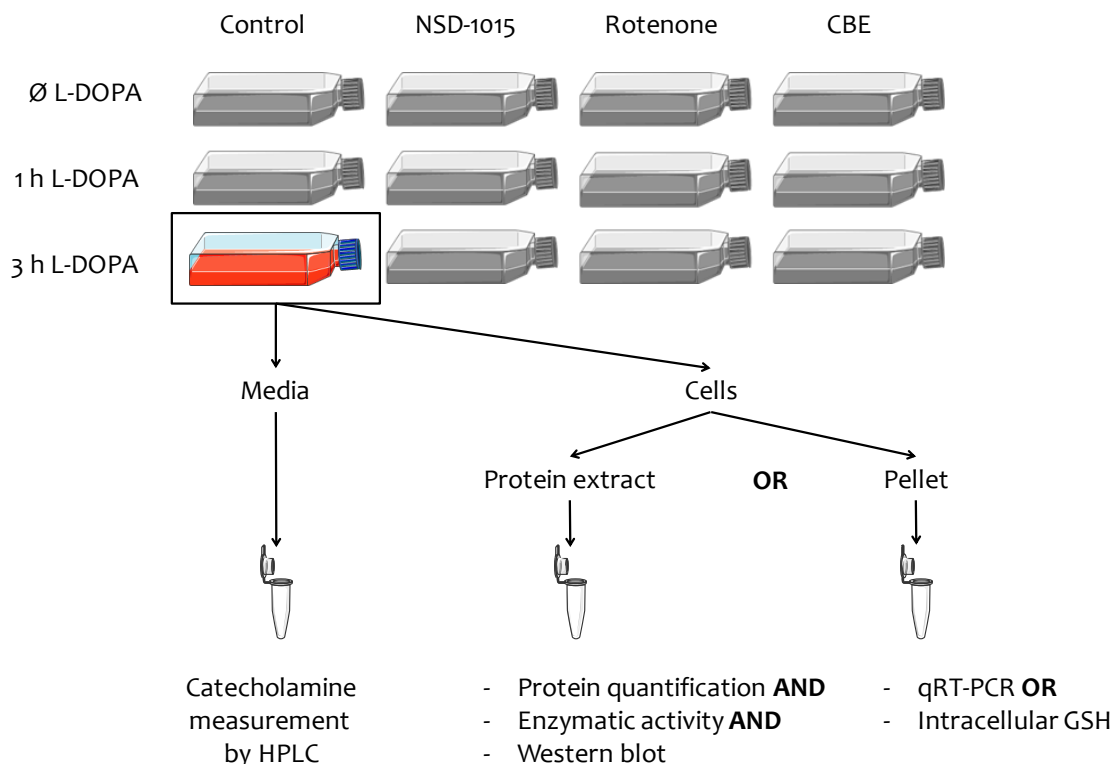 Control NSD-1015 Rotenone CBE
Ø L-DOPA
1 h L-DOPA
3 h L-DOPA
Media Cells
Protein extract OR Pellet
Catecholamine
measurement
by HPLC
- Protein quantification AND
- Enzymatic activity AND
- Western blot
- qRT-PCR OR
- Intracellular GSH